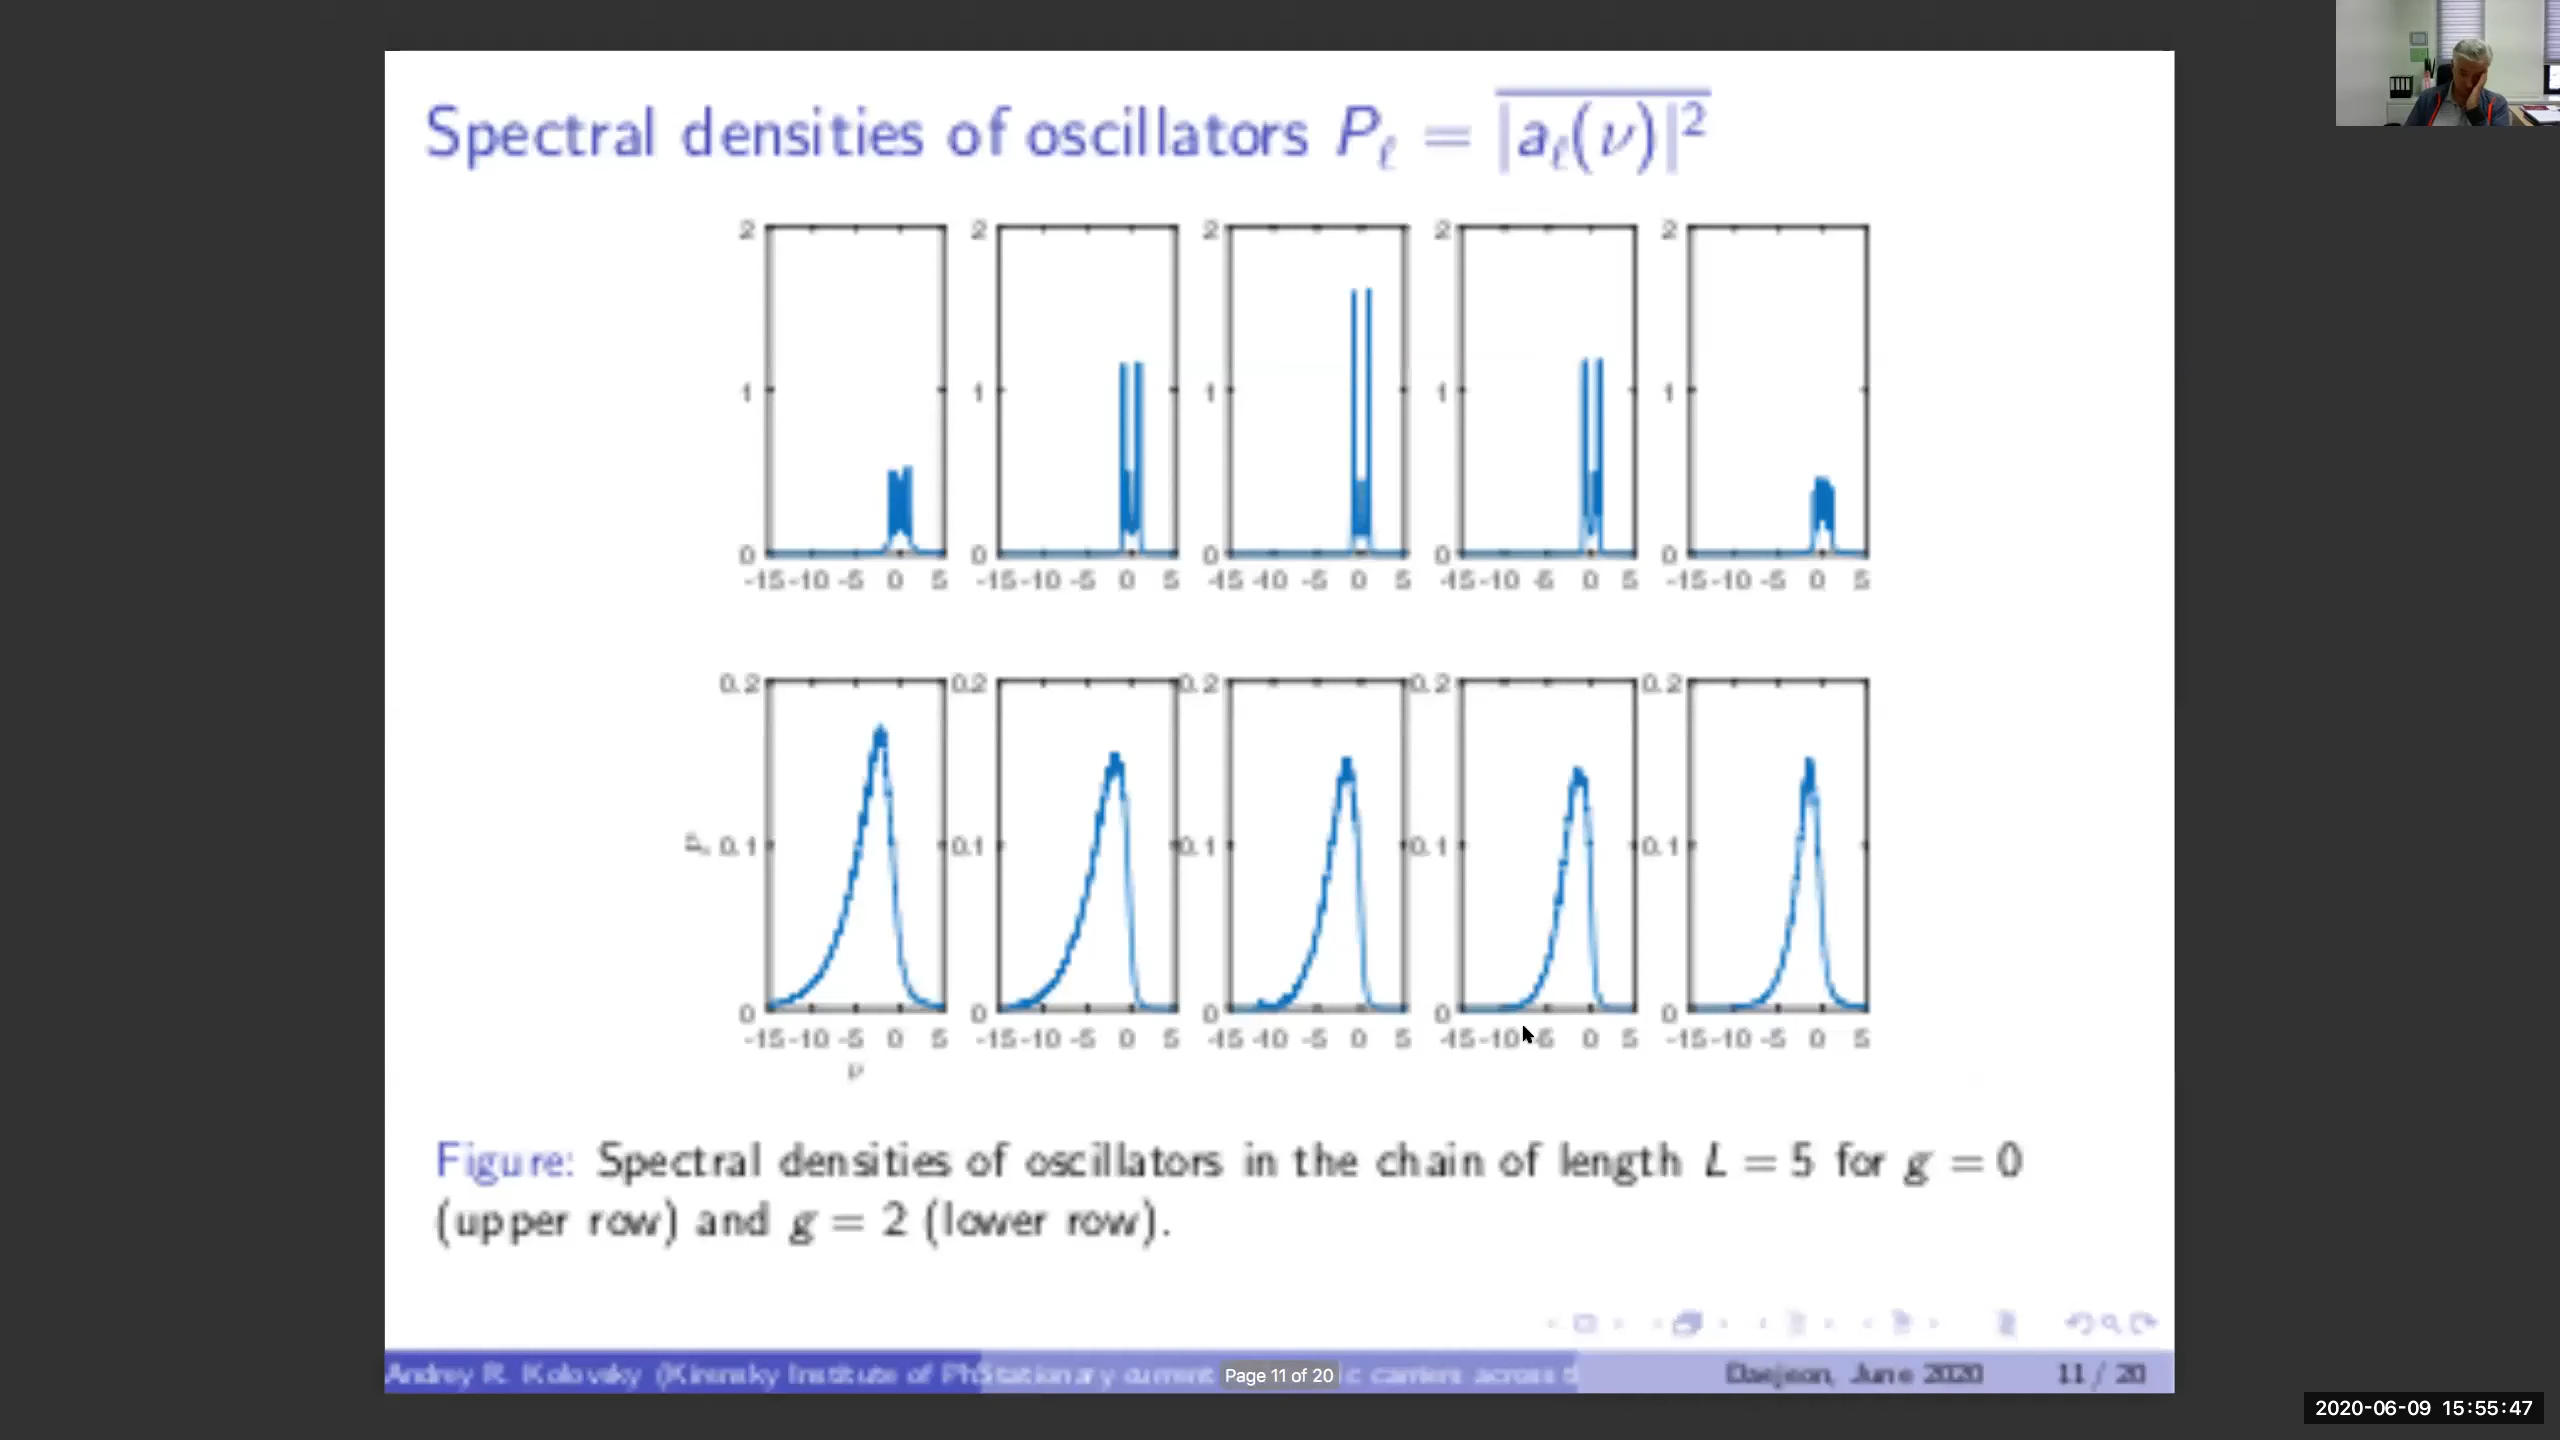 Spectral densities of oscillators Pℓ = |aℓ(ν)|²
2 2 2 2 2
1 1 1 1 1
0 0 0 0 0
-15 -10 -5 0 5 -15 -10 -5 0 5 -15 -10 -5 0 5 -15 -10 -5 0 5 -15 -10 -5 0 5
0.2 0.2 0.2 0.2 0.2
0.1 0.1 0.1 0.1 0.1
0 0 0 0 0
-15 -10 -5 0 5 -15 -10 -5 0 5 -15 -10 -5 0 5 -15 -10 -5 0 5 -15 -10 -5 0 5
ν
Figure: Spectral densities of oscillators in the chain of length L = 5 for g = 0
(upper row) and g = 2 (lower row).
Andrey R. Kolovsky (Kirensky Institute of Ph Stationary current c carriers across Daejeon, June 2020 11 / 20
Page 11 of 20
2020-06-09 15:55:47